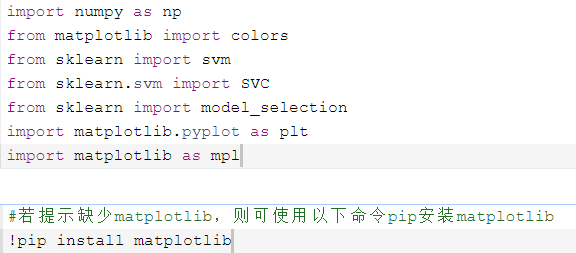 import numpy as np
from matplotlib import colors
from sklearn import svm
from sklearn.svm import SVC
from sklearn import model_selection
import matplotlib.pyplot as plt
import matplotlib as mpl
#若提示缺少matplotlib，则可使用以下命令pip安装matplotlib
!pip install matplotlib